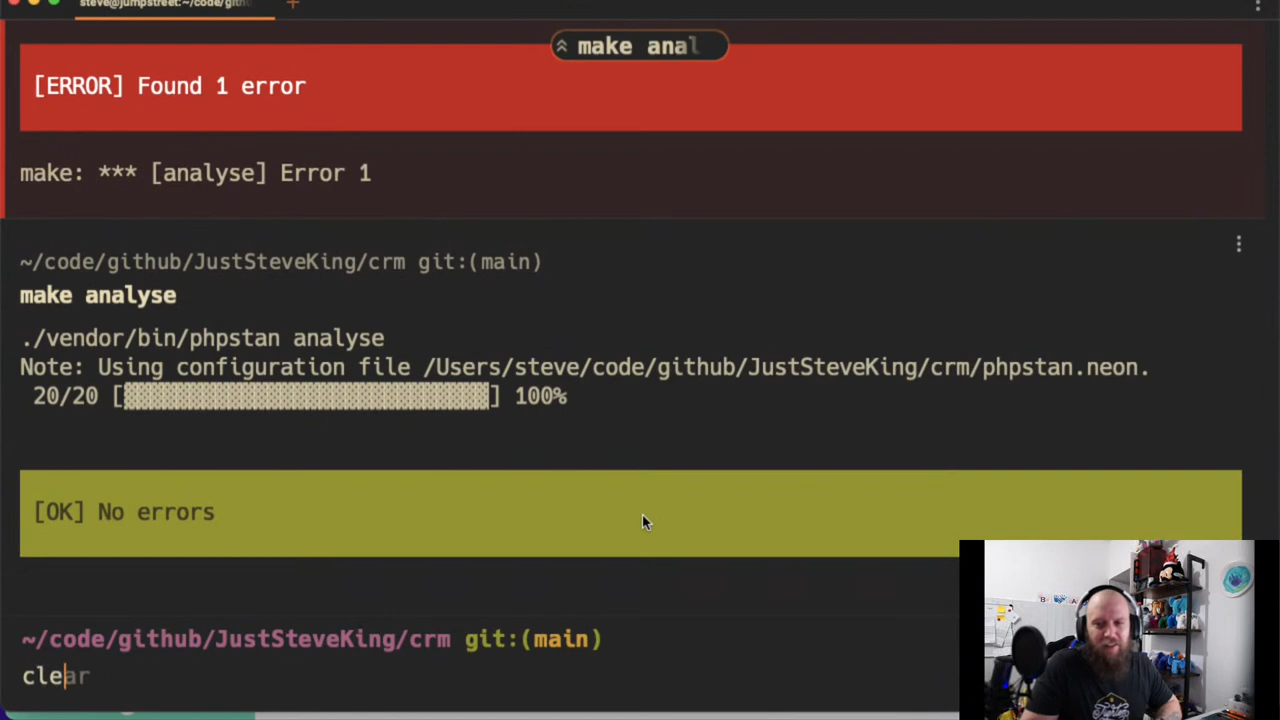 steve@jumpstreet:~/code/gith
make anal
[ERROR] Found 1 error
make: *** [analyse] Error 1
~/code/github/JustSteveKing/crm git:(main)
make analyse
./vendor/bin/phpstan analyse
Note: Using configuration file /Users/steve/code/github/JustSteveKing/crm/phpstan.neon.
20/20 [▓▓▓▓▓▓▓▓▓▓▓▓▓▓▓▓▓▓▓▓▓▓▓▓▓▓▓▓] 100%
[OK] No errors
~/code/github/JustSteveKing/crm git:(main)
clear